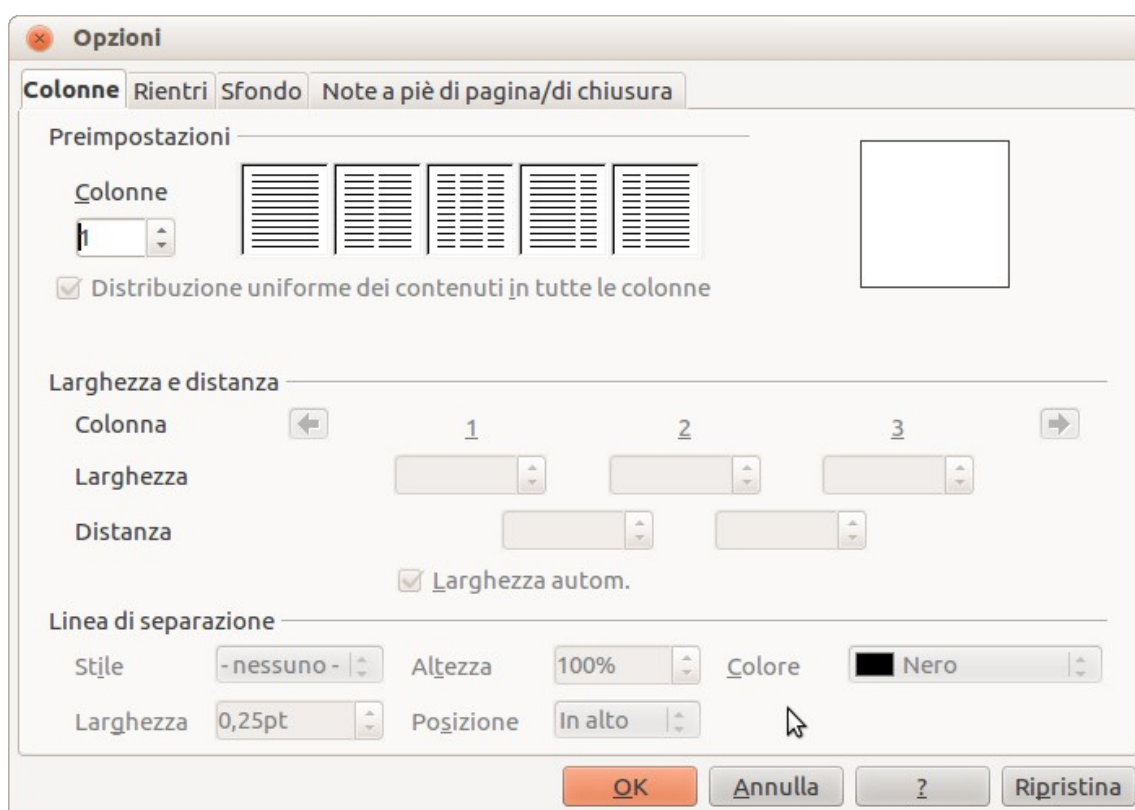 Opzioni
Colonne Rientri Sfondo Note a piè di pagina/di chiusura
Preimpostazioni
Colonne
1
Distribuzione uniforme dei contenuti in tutte le colonne
Larghezza e distanza
Colonna 1 2 3
Larghezza
Distanza
Larghezza autom.
Linea di separazione
Stile - nessuno - Altezza 100% Colore Nero
Larghezza 0,25pt Posizione In alto
OK Annulla ? Ripristina